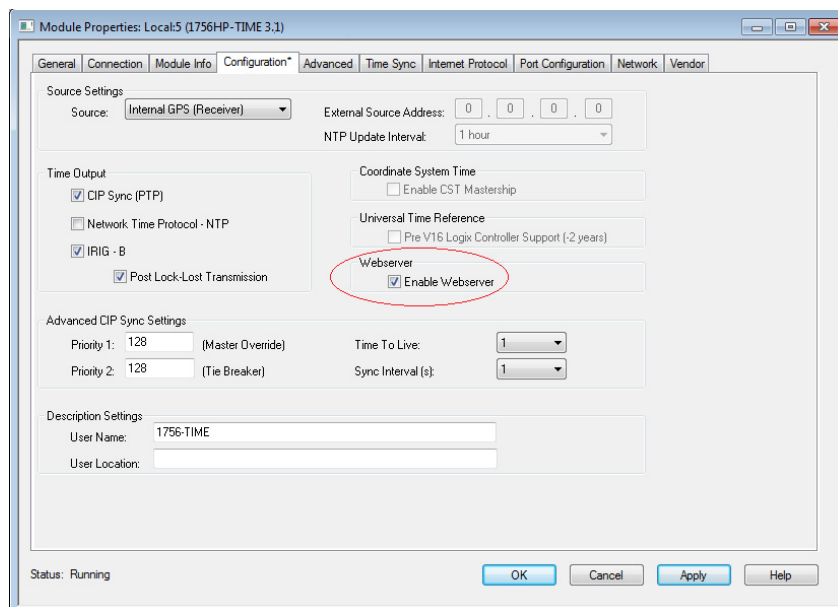 Module Properties: Local:5 (1756HP-TIME 3.1)
General Connection Module Info Configuration* Advanced Time Sync Internet Protocol Port Configuration Network Vendor
Source Settings
Source: Internal GPS (Receiver) External Source Address: 0 . 0 . 0 . 0
NTP Update Interval: 1 hour
Time Output Coordinate System Time
CIP Sync (PTP) Enable CST Mastership
Network Time Protocol - NTP Universal Time Reference
Pre V16 Logix Controller Support (-2 years)
IRIG - B Webserver
Post Lock-Lost Transmission Enable Webserver
Advanced CIP Sync Settings
Priority 1: 128 (Master Override) Time To Live: 1
Priority 2: 128 (Tie Breaker) Sync Interval (s): 1
Description Settings
User Name: 1756-TIME
User Location:
Status: Running OK Cancel Apply Help